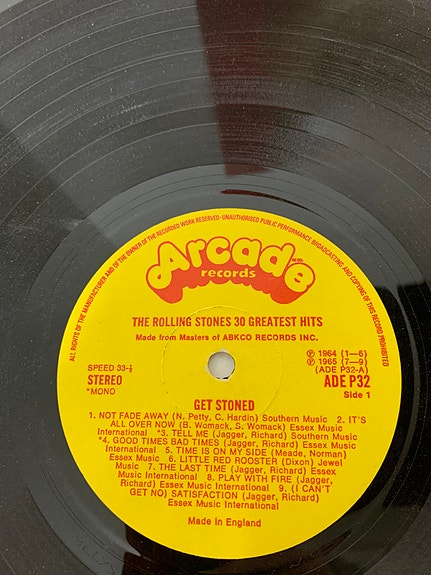 ALL RIGHTS OF THE MANUFACTURER AND OF THE OWNER OF THE RECORDED WORK RESERVED - UNAUTHORISED PUBLIC PERFORMANCE BROADCASTING AND COPYING OF THIS RECORD PROHIBITED
Arcade
records
THE ROLLING STONES 30 GREATEST HITS
Made from Masters of ABKCO RECORDS INC.
℗ 1964 (1-6)
℗ 1965 (7-9)
(ADE P32-A)
SPEED 33-⅓
STEREO
*MONO
ADE P32
Side 1
GET STONED
1. NOT FADE AWAY (N. Petty, C. Hardin) Southern Music 2. IT'S
ALL OVER NOW (B. Womack, S. Womack) Essex Music
International *3. TELL ME (Jagger, Richard) Southern Music
*4. GOOD TIMES BAD TIMES (Jagger, Richard) Essex Music
International 5. TIME IS ON MY SIDE (Meade, Norman)
Essex Music 6. LITTLE RED ROOSTER (Dixon) Jewel
Music 7. THE LAST TIME (Jagger, Richard) Essex
Music International 8. PLAY WITH FIRE (Jagger,
Richard) Essex Music International 9. (I CAN'T
GET NO) SATISFACTION (Jagger, Richard)
Essex Music International
Made in England